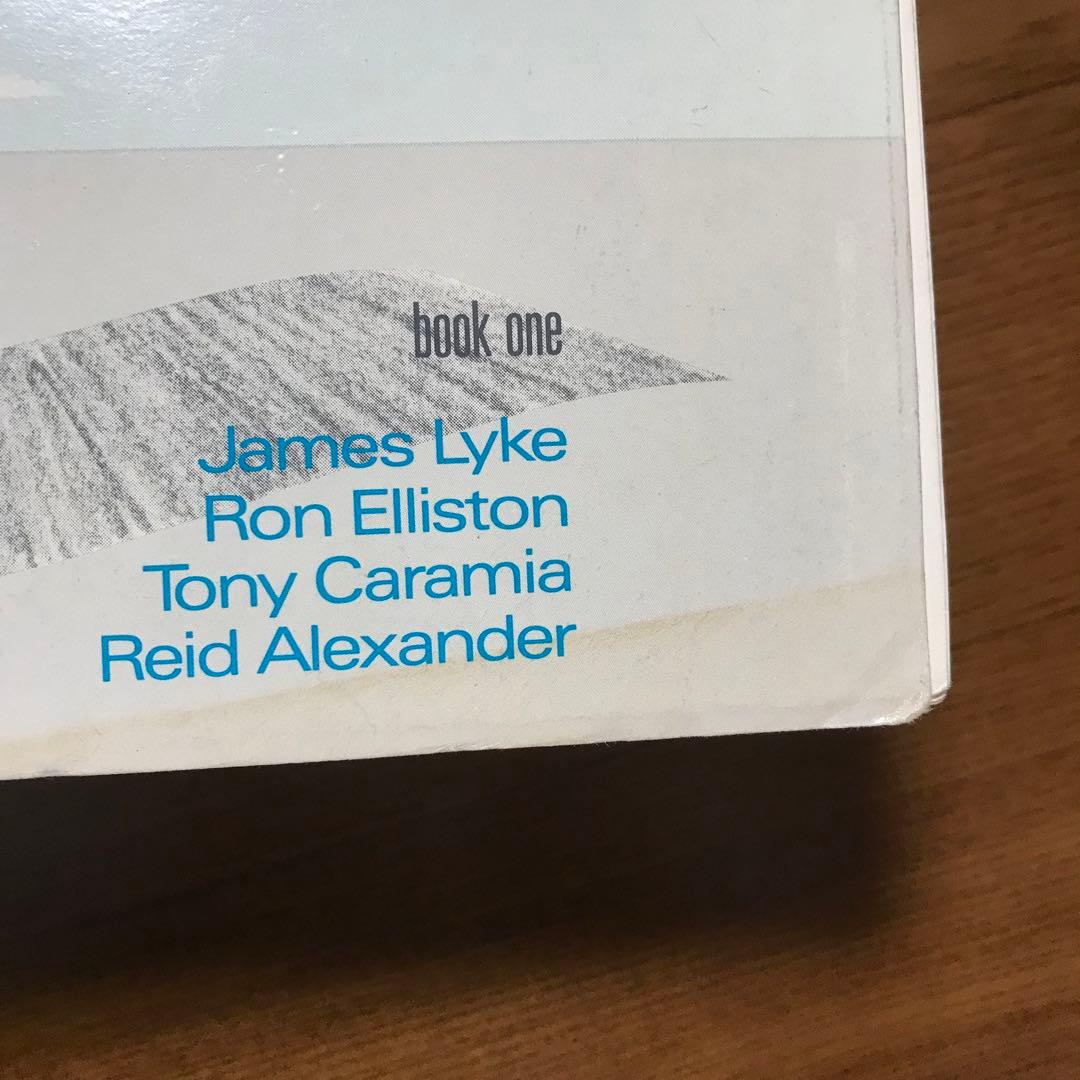 book one
James Lyke
Ron Elliston
Tony Caramia
Reid Alexander